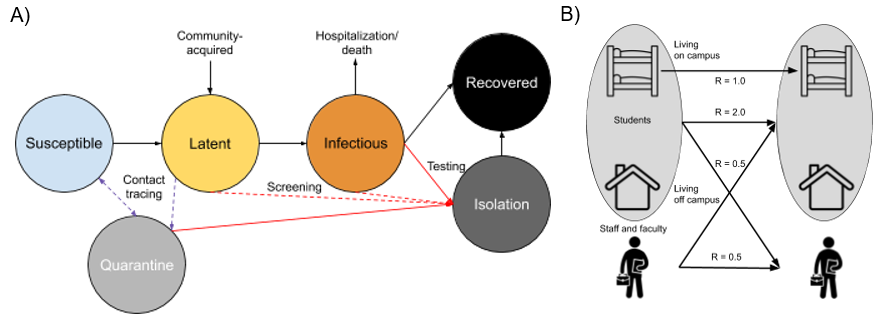 A)
Community-
acquired
Hospitalization/
death
Recovered
Susceptible
Latent
Infectious
Contact
tracing
Screening
Testing
Isolation
Quarantine
B)
Living
on campus
R = 1.0
Students
R = 2.0
R = 0.5
Living
off campus
Staff and faculty
R = 0.5